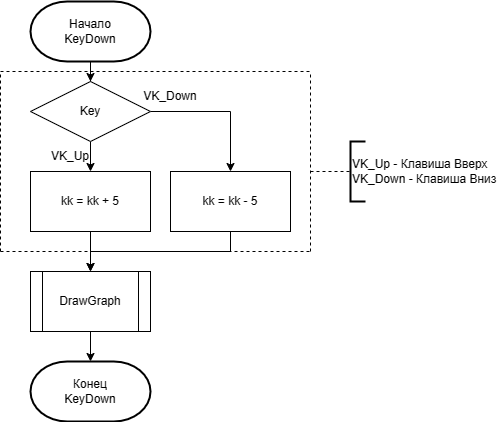 Начало
KeyDown
Key
VK_Down
VK_Up
kk = kk + 5
kk = kk - 5
VK_Up - Клавиша Вверх
VK_Down - Клавиша Вниз
DrawGraph
Конец
KeyDown